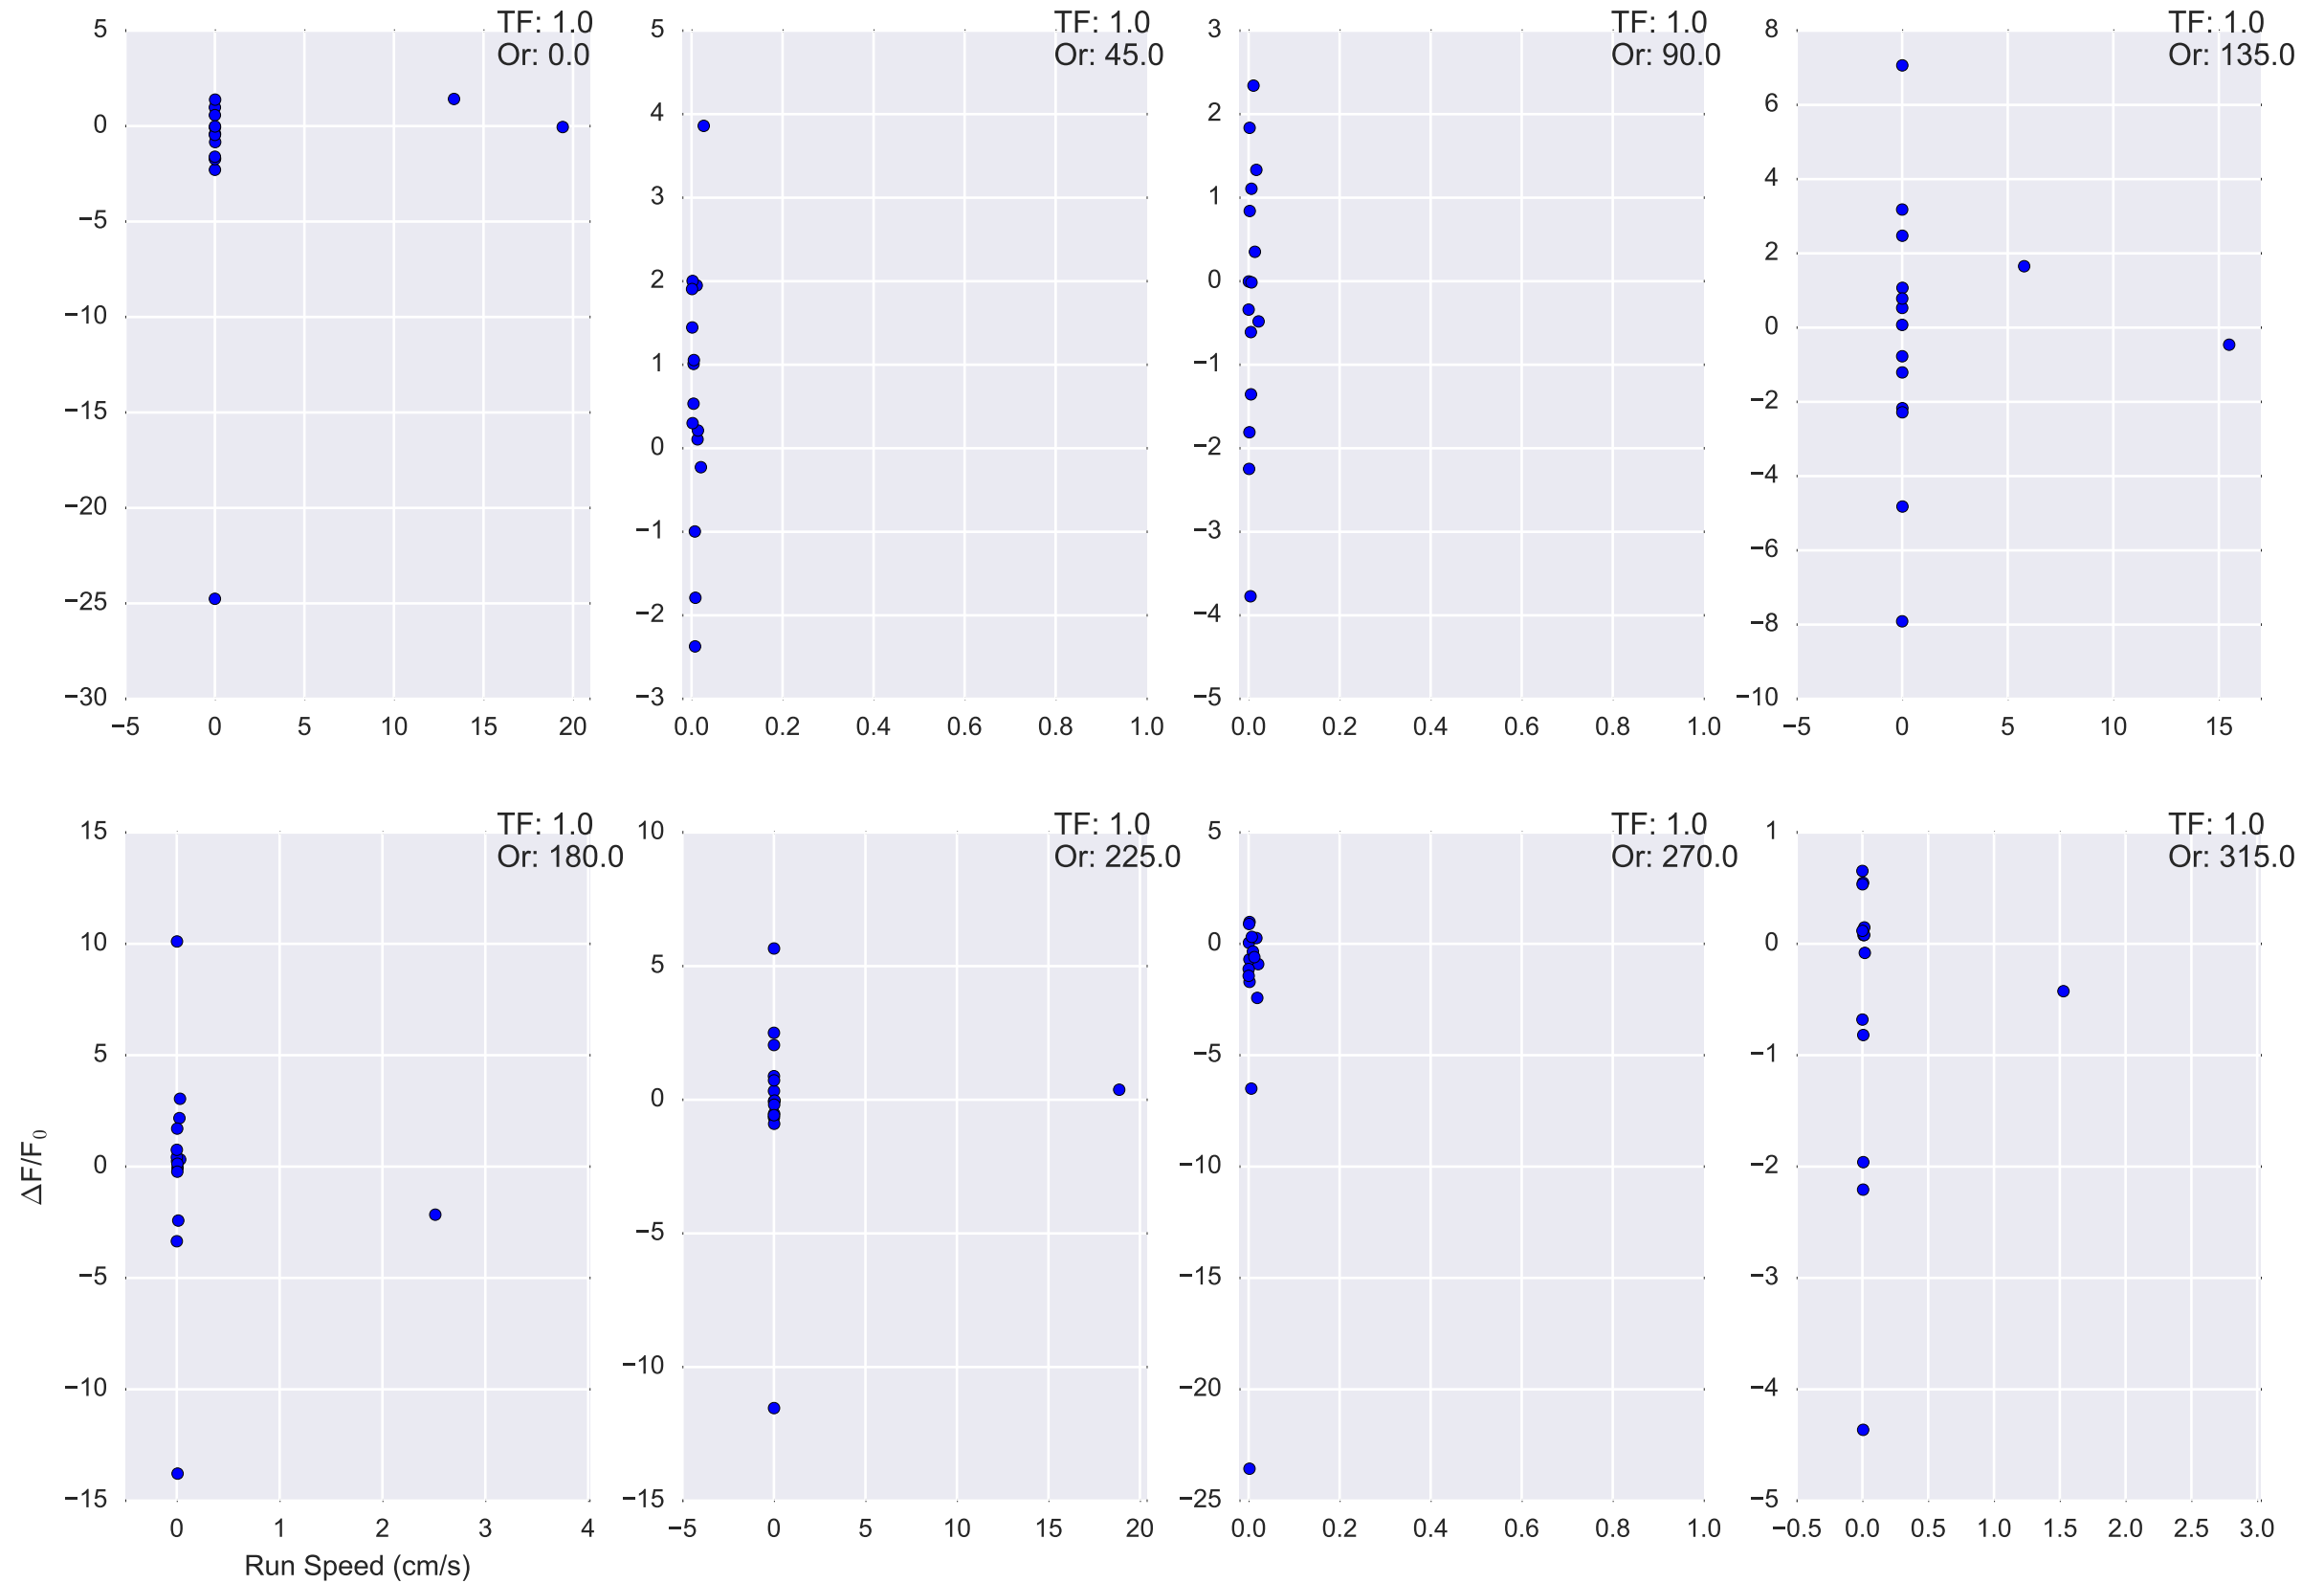 TF: 1.0
Or: 0.0
5
0
−5
−10
−15
−20
−25
−30
−5 0 5 10 15 20
TF: 1.0
Or: 45.0
5
4
3
2
1
0
−1
−2
−3
0.0 0.2 0.4 0.6 0.8 1.0
TF: 1.0
Or: 90.0
3
2
1
0
−1
−2
−3
−4
−5
0.0 0.2 0.4 0.6 0.8 1.0
TF: 1.0
Or: 135.0
8
6
4
2
0
−2
−4
−6
−8
−10
−5 0 5 10 15
TF: 1.0
Or: 180.0
15
10
5
0
−5
−10
−15
0 1 2 3 4
ΔF/F₀
Run Speed (cm/s)
TF: 1.0
Or: 225.0
10
5
0
−5
−10
−15
−5 0 5 10 15 20
TF: 1.0
Or: 270.0
5
0
−5
−10
−15
−20
−25
0.0 0.2 0.4 0.6 0.8 1.0
TF: 1.0
Or: 315.0
1
0
−1
−2
−3
−4
−5
−0.5 0.0 0.5 1.0 1.5 2.0 2.5 3.0